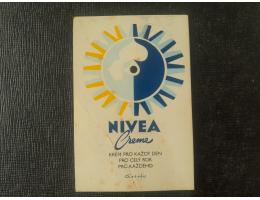 NIVEA
Creme
KRÉM PRO KAŽDÝ DEN
PRO CELÝ ROK
PRO KAŽDÉHO